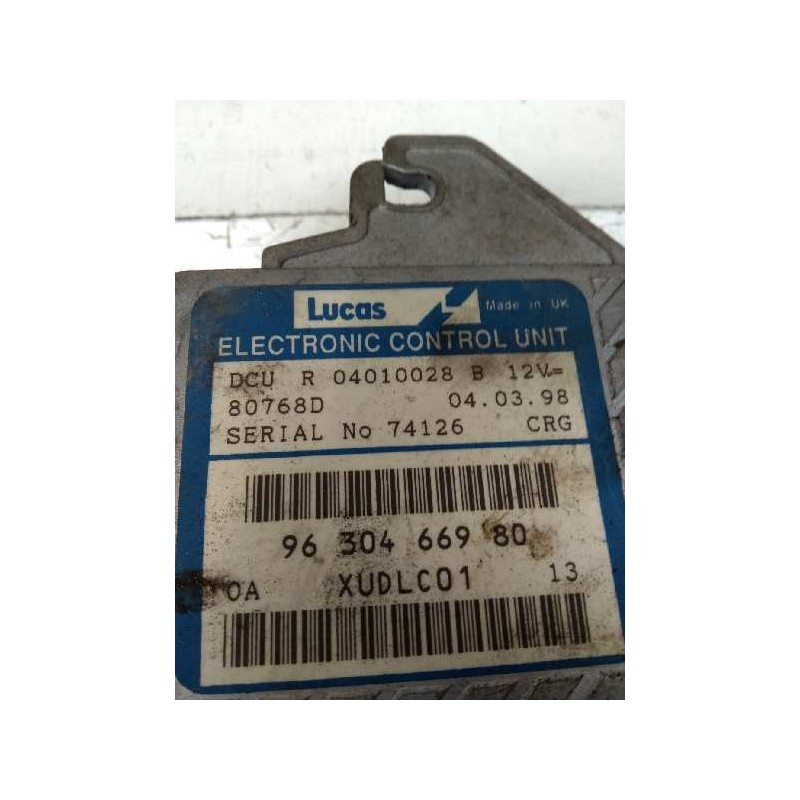 Lucas Made in UK
ELECTRONIC CONTROL UNIT
DCU R 04010028 B 12V=
80768D 04.03.98
SERIAL No 74126 CRG
96 304 669 80
0A XUDLC01 13